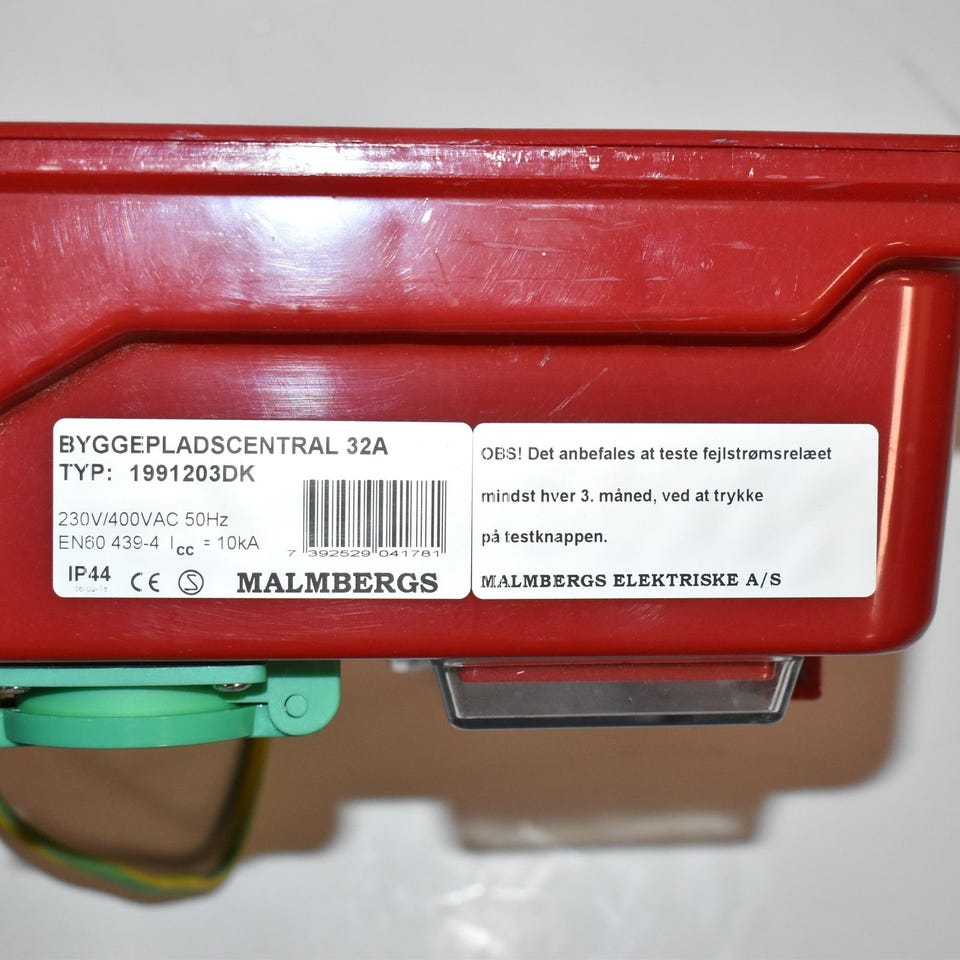 BYGGEPLADSCENTRAL 32A
TYP: 1991203DK
230V/400VAC 50Hz
EN60 439-4 Icc = 10kA
7 392529 041781
IP44 CE S
MALMBERGS
OBS! Det anbefales at teste fejlstrømsrelæet
mindst hver 3. måned, ved at trykke
på testknappen.
MALMBERGS ELEKTRISKE A/S